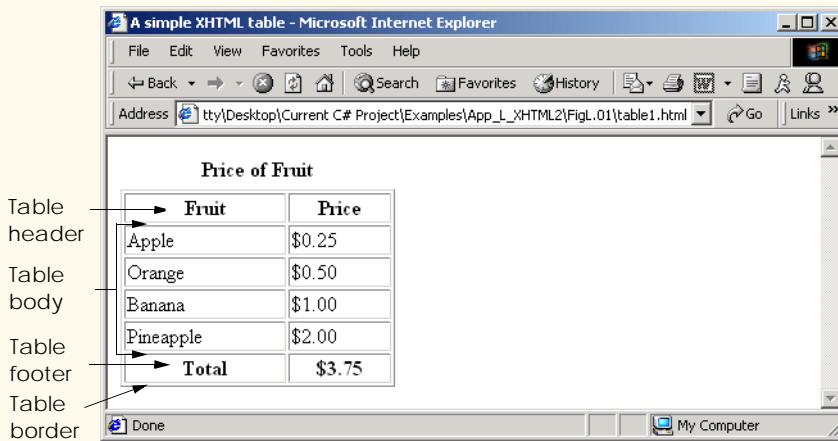 A simple XHTML table - Microsoft Internet Explorer
File Edit View Favorites Tools Help
Back Search Favorites History
Address tty\Desktop\Current C# Project\Examples\App_L_XHTML2\FigL.01\table1.html Go Links »
Price of Fruit
Table header
Fruit Price
Apple $0.25
Orange $0.50
Table body
Banana $1.00
Pineapple $2.00
Table footer
Total $3.75
Table border
Done My Computer